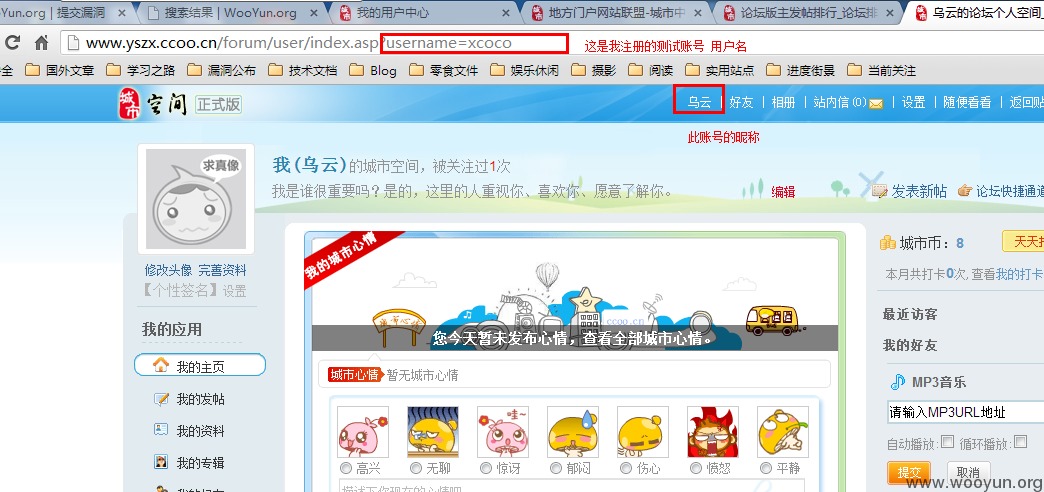 Yun.org | 提交漏洞
搜索结果 | WooYun.org
我的用户中心
地方门户网站联盟-城市中
论坛版主发帖排行_论坛排
乌云的论坛个人空间_
www.yszx.ccoo.cn/forum/user/index.asp?username=xcoco
这是我注册的测试账号 用户名
国外文章
学习之路
漏洞公布
技术文档
Blog
零食文件
娱乐休闲
摄影
阅读
实用站点
进度街景
当前关注
城市
空间
正式版
乌云 | 好友 | 相册 | 站内信(0) | 设置 | 随便看看 | 返回贴
此账号的昵称
求真像
我(乌云)的城市空间，被关注过1次
我是谁很重要吗？是的，这里的人重视你、喜欢你、愿意了解你。
编辑
发表新帖
论坛快捷通道
修改头像 完善资料
【个性签名】设置
我的应用
我的主页
我的发帖
我的资料
我的专辑
我的城市心情
ccoo.cn
您今天暂未发布心情，查看全部城市心情。
城市心情
暂无城市心情
哇~
高兴
无聊
惊讶
郁闷
伤心
愤怒
平静
描述下你现在的心情吧
城市币：8
天天打
本月共打卡0次, 查看我的打卡
最近访客
我的好友
MP3音乐
请输入MP3URL地址
自动播放:
循环播放:
提交
取消
www.wooyun.org